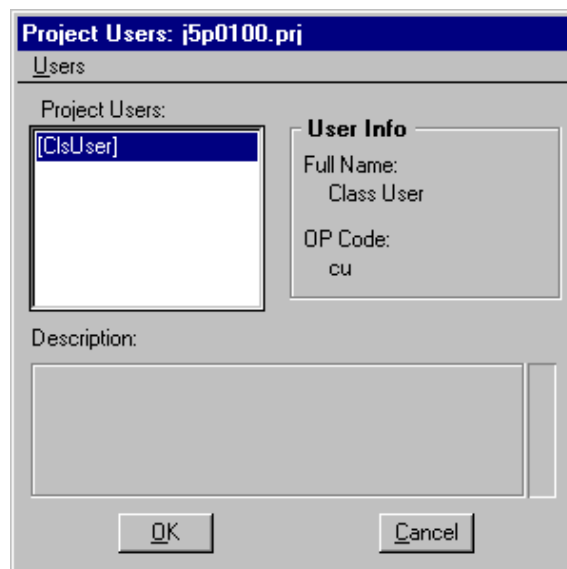 Project Users: j5p0100.prj
Users
Project Users:
[ClsUser]
User Info
Full Name:
Class User
OP Code:
cu
Description:
OK
Cancel